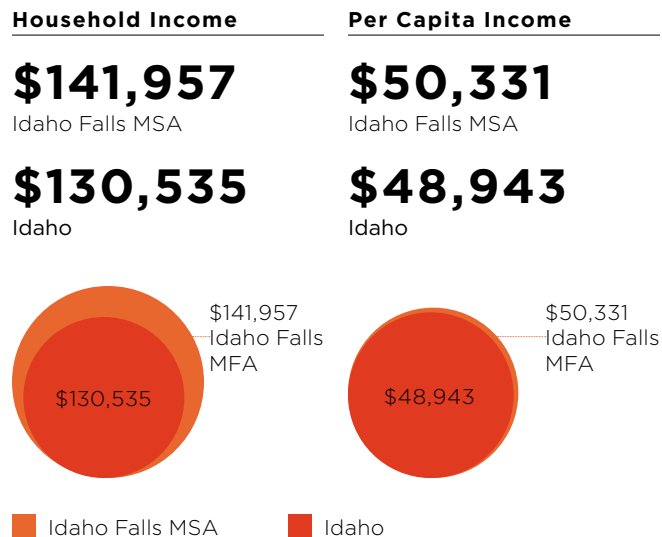 Household Income
$141,957
Idaho Falls MSA
$130,535
Idaho
Per Capita Income
$50,331
Idaho Falls MSA
$48,943
Idaho
$141,957
Idaho Falls
MFA
$130,535
$50,331
Idaho Falls
MFA
$48,943
Idaho Falls MSA
Idaho